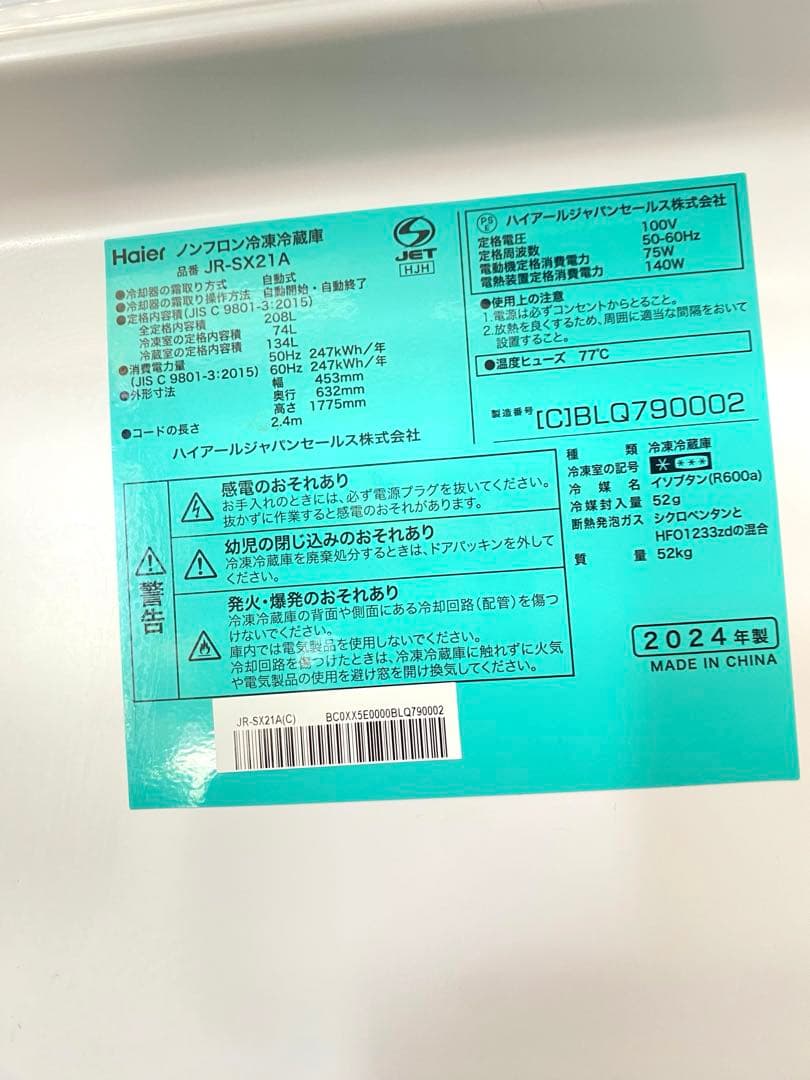 Haier ノンフロン冷凍冷蔵庫
品番 JR-SX21A
●冷却器の霜取り方式 自動式
●冷却器の霜取り操作方法 自動開始・自動終了
●定格内容積(JIS C 9801-3:2015)
全定格内容積 208L
冷凍室の定格内容積 74L
冷蔵室の定格内容積 134L
●消費電力量 50Hz 247kWh/年
(JIS C 9801-3:2015) 60Hz 247kWh/年
●外形寸法 幅 453mm
奥行 632mm
高さ 1775mm
●コードの長さ 2.4m
ハイアールジャパンセールス株式会社
JET
HJH
PS
E
ハイアールジャパンセールス株式会社
定格電圧 100V
定格周波数 50-60Hz
電動機定格消費電力 75W
電熱装置定格消費電力 140W
●使用上の注意
1.電源は必ずコンセントからとること。
2.放熱を良くするため、周囲に適当な間隔をおいて
設置すること。
●温度ヒューズ 77℃
製造番号 [C]BLQ790002
種類 冷凍冷蔵庫
冷凍室の記号
冷媒名 イソブタン(R600a)
冷媒封入量 52g
断熱発泡ガス シクロペンタンと
HFO1233zdの混合
質量 52kg
2024年製
MADE IN CHINA
警告
感電のおそれあり
お手入れのときには、必ず電源プラグを抜いてください。
抜かずに作業すると感電のおそれがあります。
幼児の閉じ込みのおそれあり
冷凍冷蔵庫を廃棄処分するときは、ドアパッキンを外して
ください。
発火・爆発のおそれあり
冷凍冷蔵庫の背面や側面にある冷却回路(配管)を傷つ
けないでください。
庫内では電気製品を使用しないでください。
冷却回路を傷つけたときは、冷凍冷蔵庫に触れずに火気
や電気製品の使用を避け窓を開け換気してください。
JR-SX21A(C) BC0XX5E0000BLQ790002